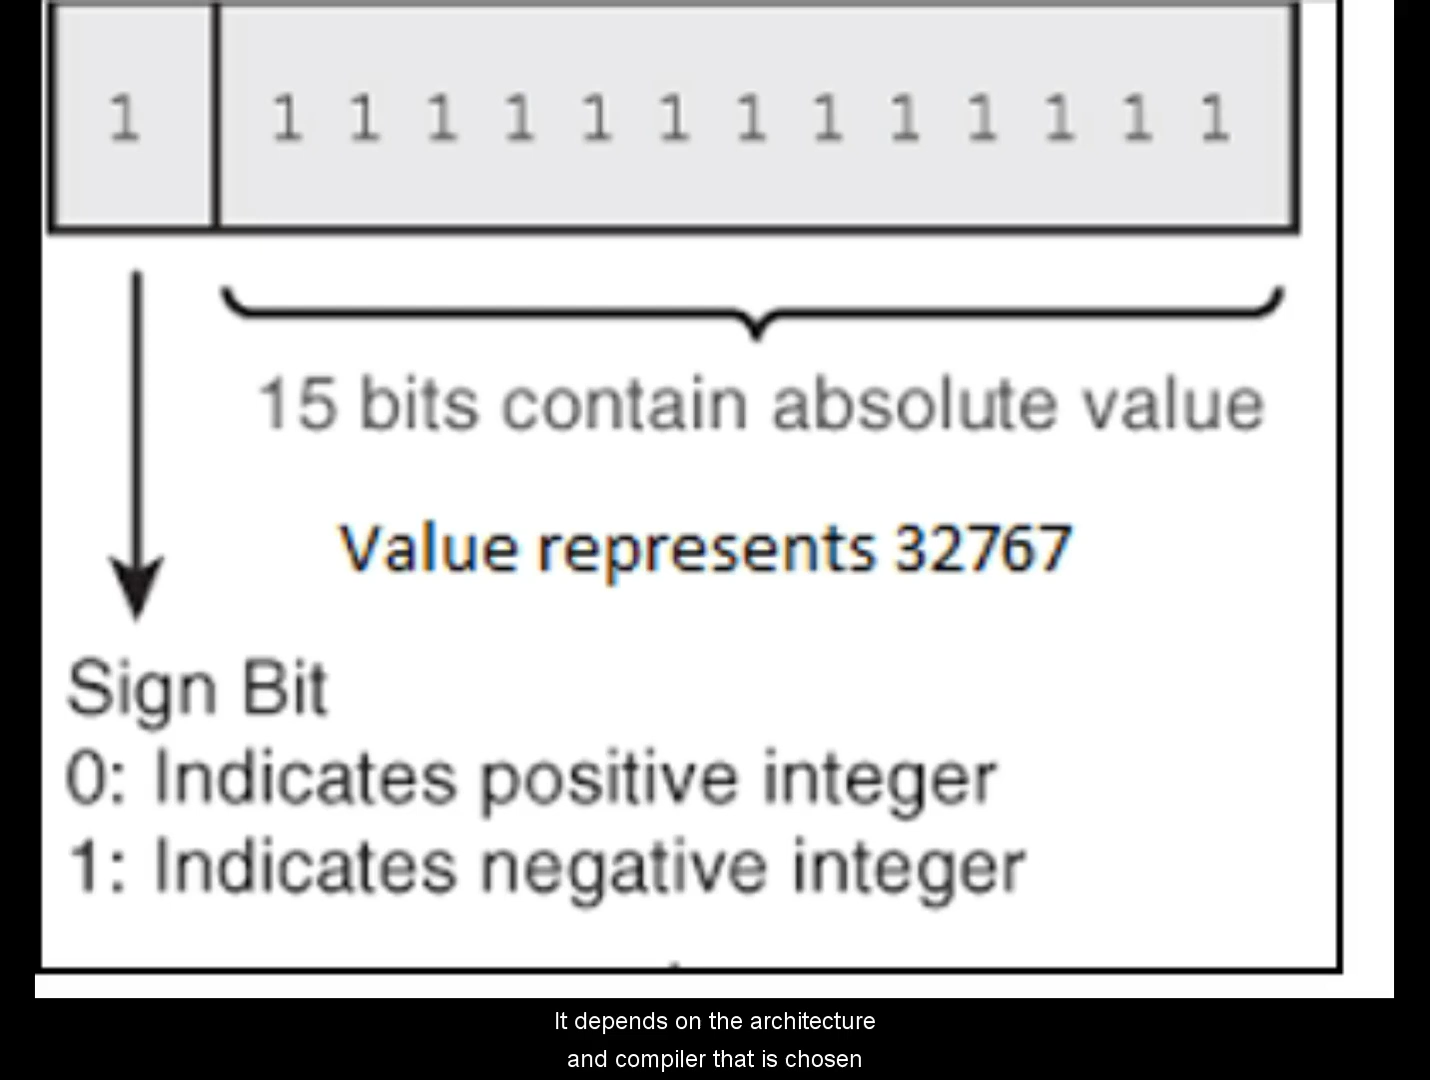 1 1 1 1 1 1 1 1 1 1 1 1 1 1
15 bits contain absolute value
Value represents 32767
Sign Bit
0: Indicates positive integer
1: Indicates negative integer
It depends on the architecture
and compiler that is chosen